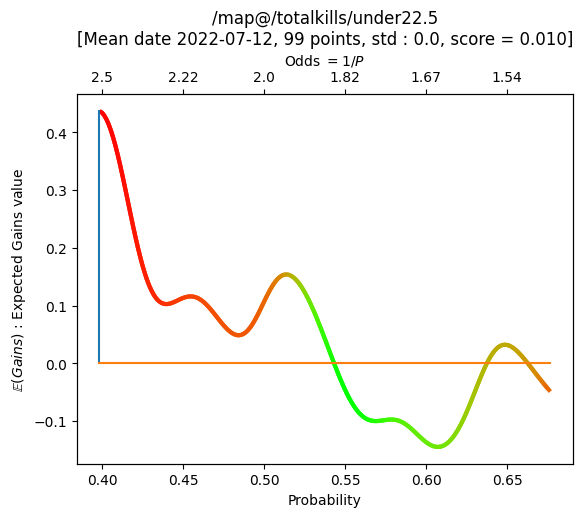 /map@/totalkills/under22.5
[Mean date 2022-07-12, 99 points, std : 0.0, score = 0.010]
Odds = 1/P
2.5 2.22 2.0 1.82 1.67 1.54
0.4
0.3
0.2
0.1
0.0
−0.1
𝔼(Gains) : Expected Gains value
0.40 0.45 0.50 0.55 0.60 0.65
Probability